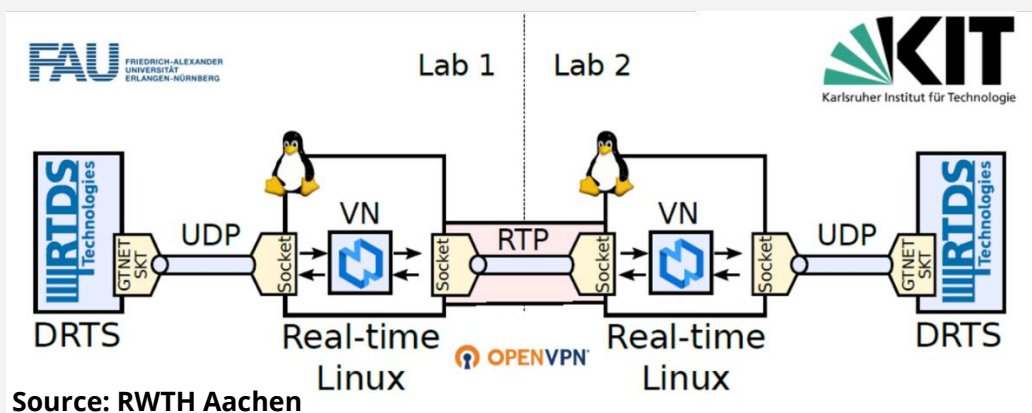 FAU
FRIEDRICH-ALEXANDER
UNIVERSITÄT
ERLANGEN-NÜRNBERG
Lab 1
Lab 2
KIT
Karlsruher Institut für Technologie
RTDS
Technologies
GTNET
SKT
UDP
Socket
VN
Socket
RTP
Socket
VN
Socket
UDP
GTNET
SKT
RTDS
Technologies
DRTS
Real-time
Linux
OPENVPN
Real-time
Linux
DRTS
Source: RWTH Aachen